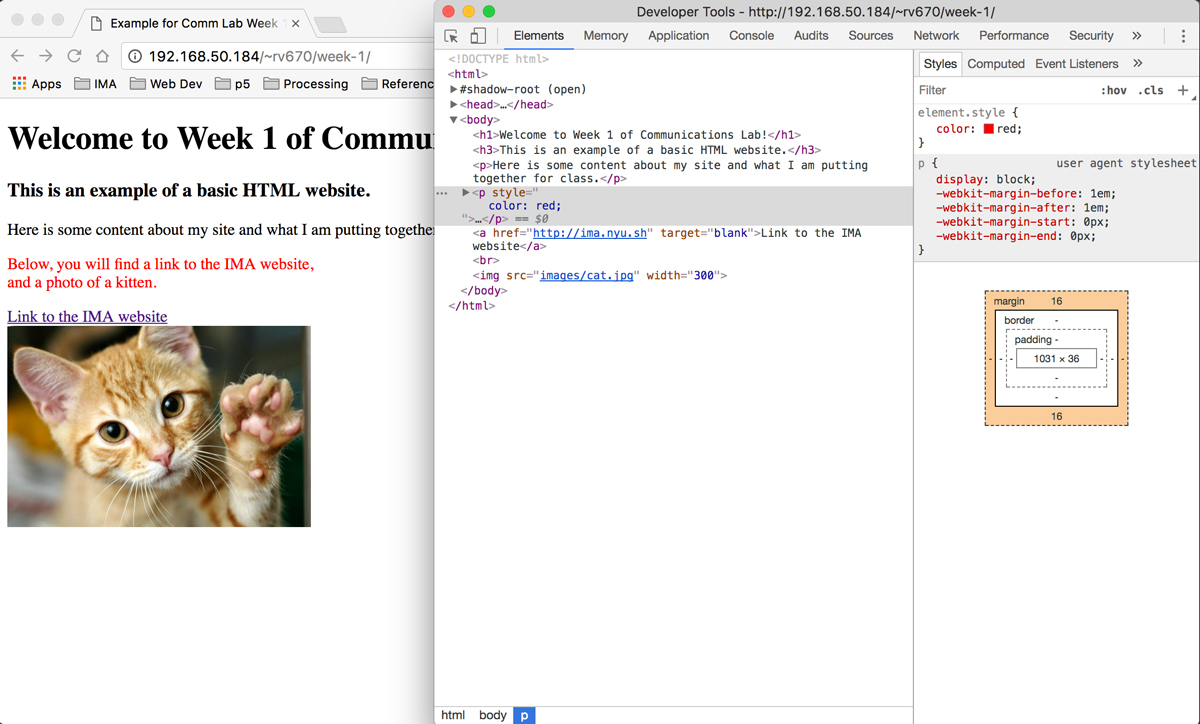 Example for Comm Lab Week 1
192.168.50.184/~rv670/week-1/
Apps IMA Web Dev p5 Processing Referenc
Welcome to Week 1 of Commu
This is an example of a basic HTML website.
Here is some content about my site and what I am putting togethe
Below, you will find a link to the IMA website,
and a photo of a kitten.
Link to the IMA website
Developer Tools - http://192.168.50.184/~rv670/week-1/
Elements Memory Application Console Audits Sources Network Performance Security »
<!DOCTYPE html>
<html>
▶#shadow-root (open)
▶<head>…</head>
▼<body>
<h1>Welcome to Week 1 of Communications Lab!</h1>
<h3>This is an example of a basic HTML website.</h3>
<p>Here is some content about my site and what I am putting
together for class.</p>
… ▶<p style="
color: red;
">…</p> == $0
<a href="http://ima.nyu.sh" target="blank">Link to the IMA
website</a>
<br>
<img src="images/cat.jpg" width="300">
</body>
</html>
html body p
Styles Computed Event Listeners »
Filter :hov .cls +
element.style {
color: red;
}
p { user agent stylesheet
display: block;
-webkit-margin-before: 1em;
-webkit-margin-after: 1em;
-webkit-margin-start: 0px;
-webkit-margin-end: 0px;
}
margin 16
border -
padding -
- - - 1031 × 36 - - -
-
-
16